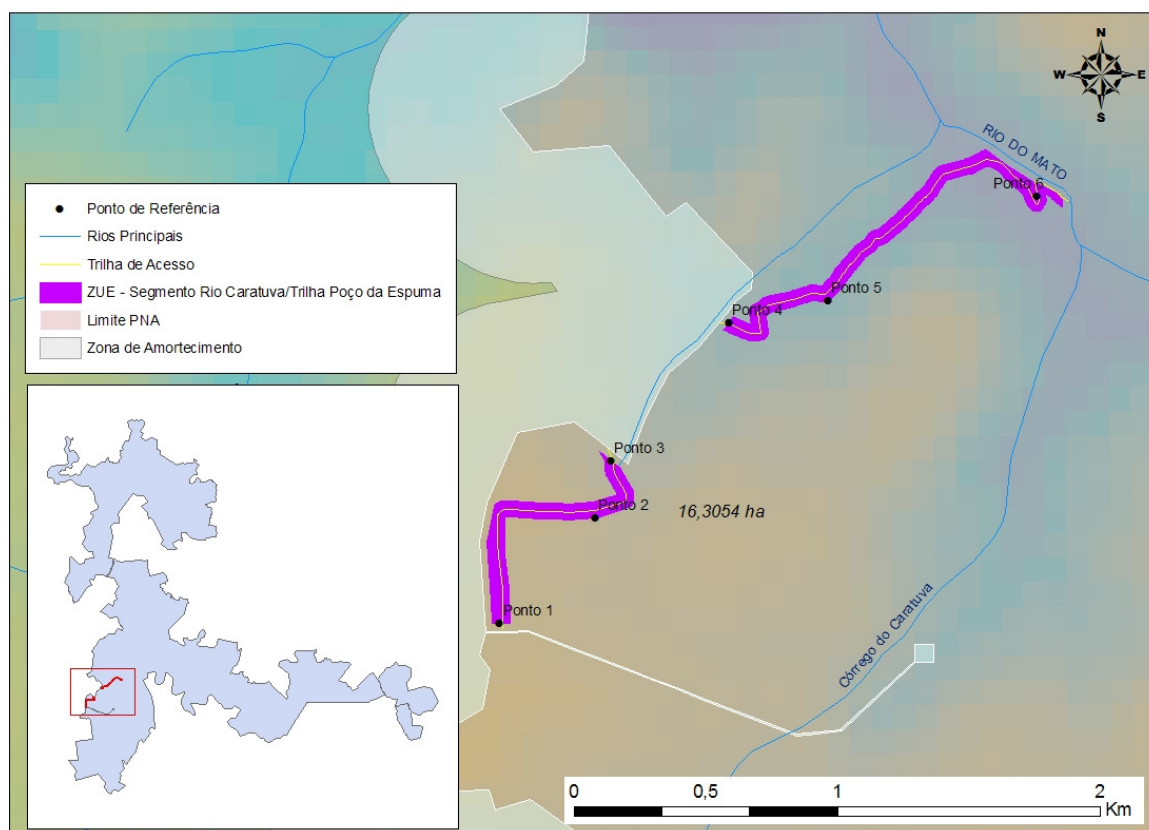 N
W E
S
RIO DO MATO
Ponto 6
Ponto de Referência
Rios Principais
Trilha de Acesso
ZUE - Segmento Rio Caratuva/Trilha Poço da Espuma
Limite PNA
Zona de Amortecimento
Ponto 5
Ponto 4
Ponto 3
Ponto 2
16,3054 ha
Ponto 1
Córrego do Caratuva
0 0,5 1 2
Km